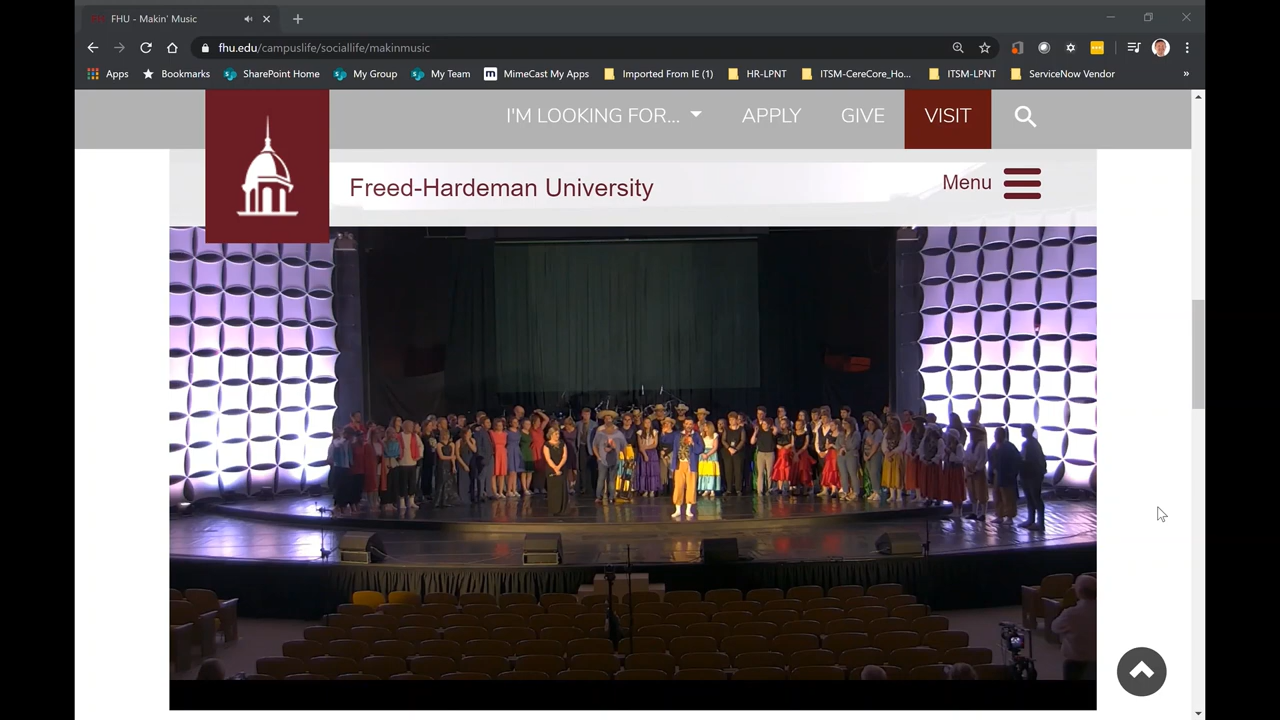 FHU - Makin' Music
fhu.edu/campuslife/sociallife/makinmusic
Apps Bookmarks SharePoint Home My Group My Team MimeCast My Apps Imported From IE (1) HR-LPNT ITSM-CereCore_Ho... ITSM-LPNT ServiceNow Vendor »
I'M LOOKING FOR... APPLY GIVE VISIT
Freed-Hardeman University
Menu